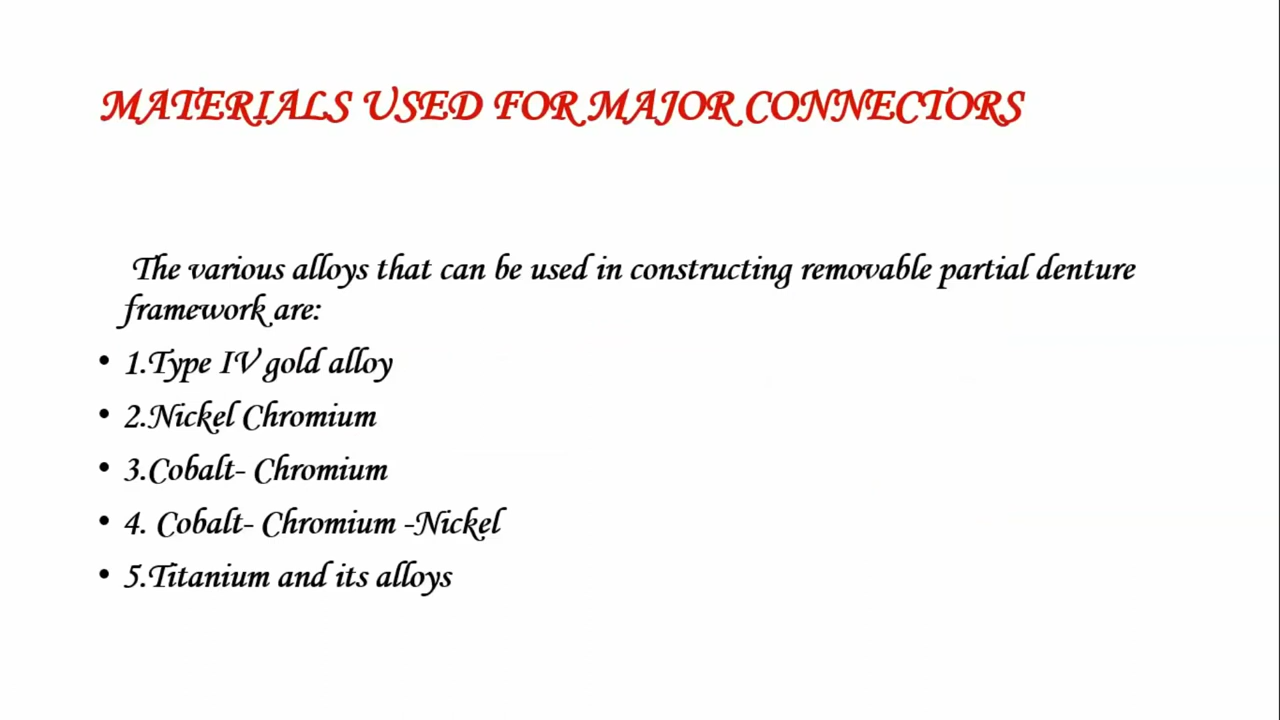 MATERIALS USED FOR MAJOR CONNECTORS
The various alloys that can be used in constructing removable partial denture
framework are:
• 1.Type IV gold alloy
• 2.Nickel Chromium
• 3.Cobalt- Chromium
• 4. Cobalt- Chromium -Nickel
• 5.Titanium and its alloys